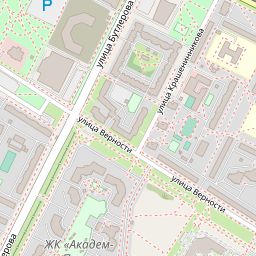 P
улица Бутлерова
улица Крашенинникова
улица Верности
улица Верности
ЖК «Академ-